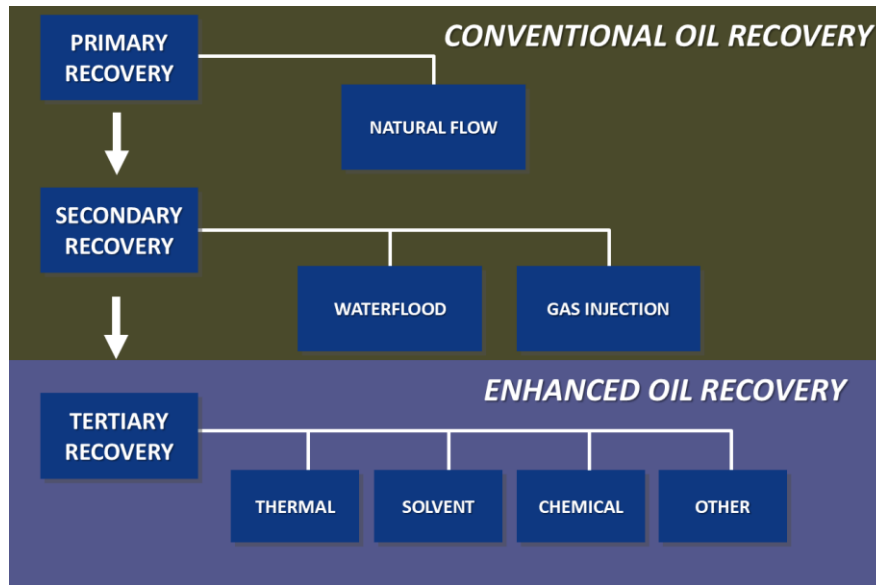 CONVENTIONAL OIL RECOVERY
PRIMARY
RECOVERY
NATURAL FLOW
SECONDARY
RECOVERY
WATERFLOOD
GAS INJECTION
ENHANCED OIL RECOVERY
TERTIARY
RECOVERY
THERMAL
SOLVENT
CHEMICAL
OTHER